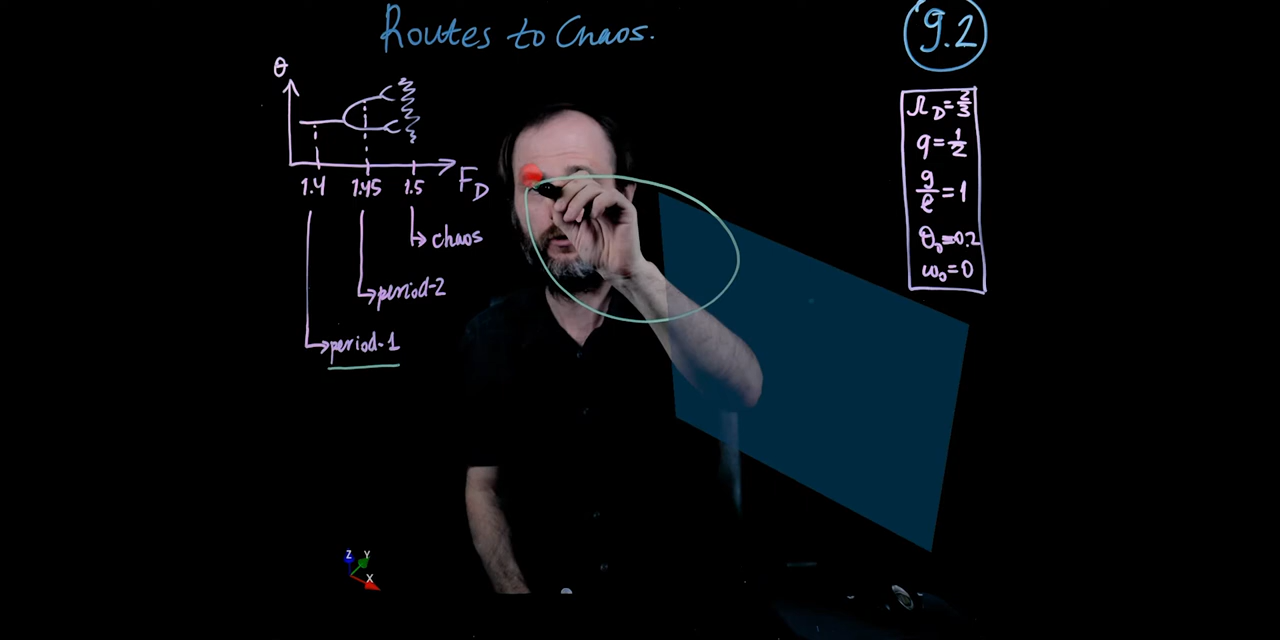 Routes to Chaos.
9.2
θ
1.4 1.45 1.5
F_D
chaos
period-2
period-1
Ω_D=2/3
q=1/2
g/ℓ=1
θ₀=0.2
ω₀=0
Z Y
X